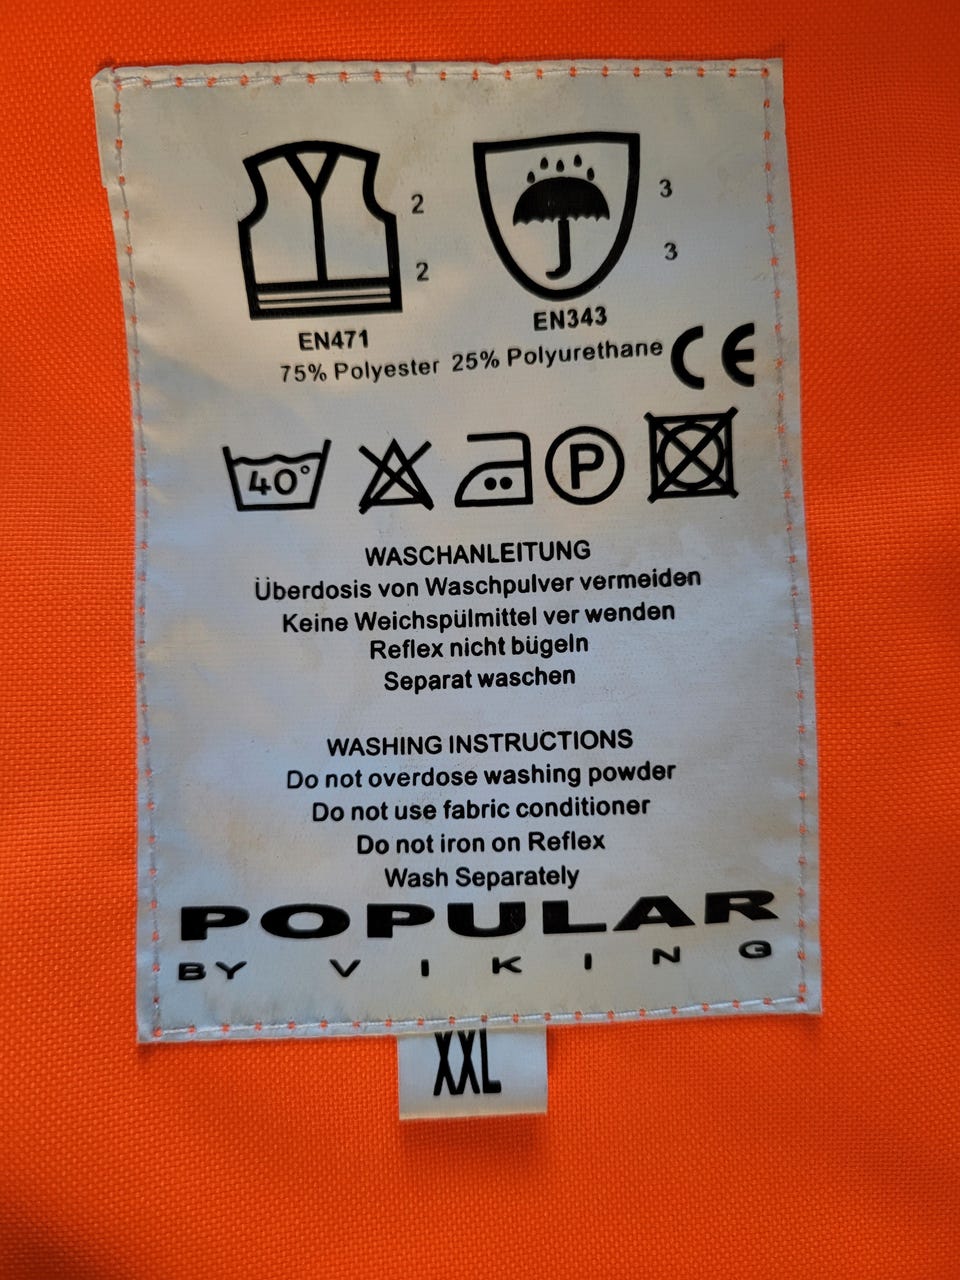 2
3
2
3
EN471
EN343
75% Polyester 25% Polyurethane
CE
40°
P
WASCHANLEITUNG
Überdosis von Waschpulver vermeiden
Keine Weichspülmittel ver wenden
Reflex nicht bügeln
Separat waschen
WASHING INSTRUCTIONS
Do not overdose washing powder
Do not use fabric conditioner
Do not iron on Reflex
Wash Separately
POPULAR
BY VIKING
XXL